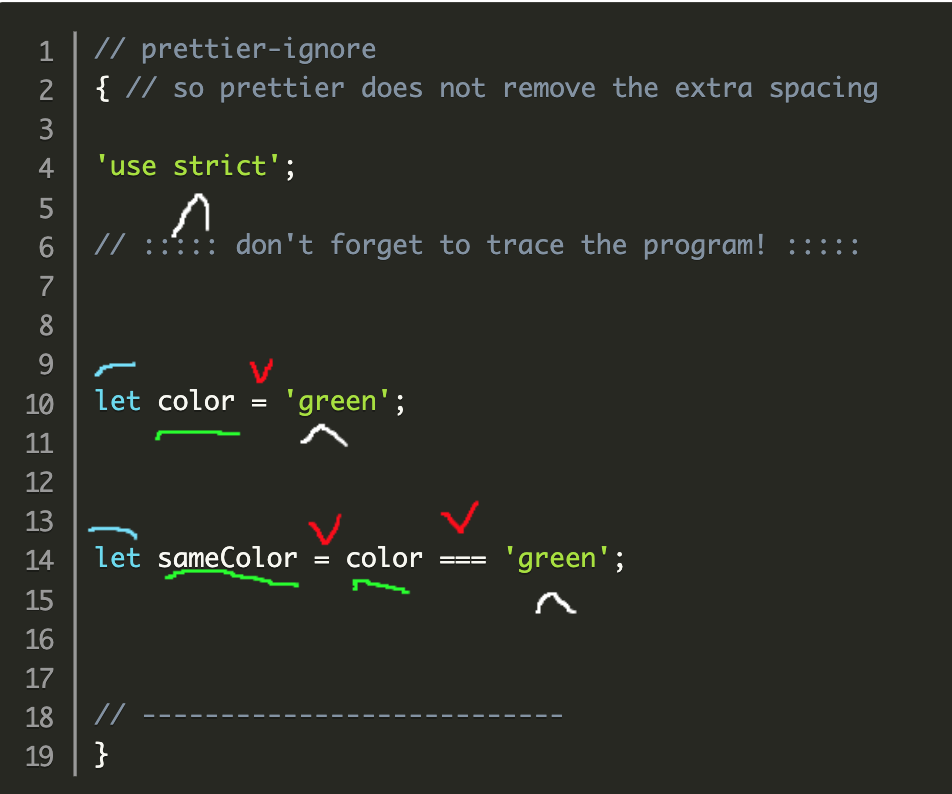 1 // prettier-ignore
2 { // so prettier does not remove the extra spacing
3
4 'use strict';
5
6 // ::::: don't forget to trace the program! :::::
7
8
9
10 let color = 'green';
11
12
13
14 let sameColor = color === 'green';
15
16
17
18 // ---------------------------
19 }